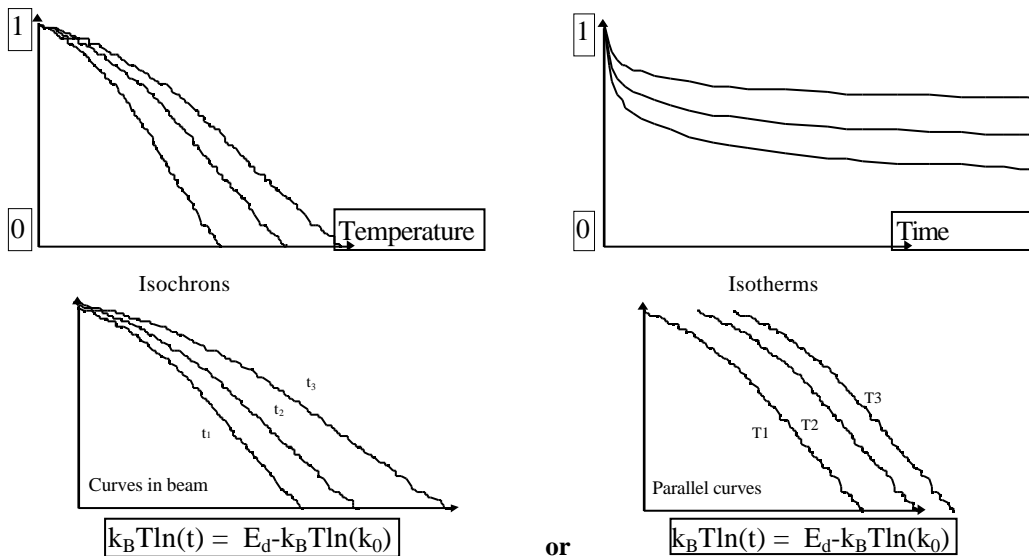 1
0
Temperature
1
0
Time
Isochrons
t3
t2
t1
Curves in beam
kBTln(t) = Ed-kBTln(k0)
or
Isotherms
T3
T2
T1
Parallel curves
kBTln(t) = Ed-kBTln(k0)